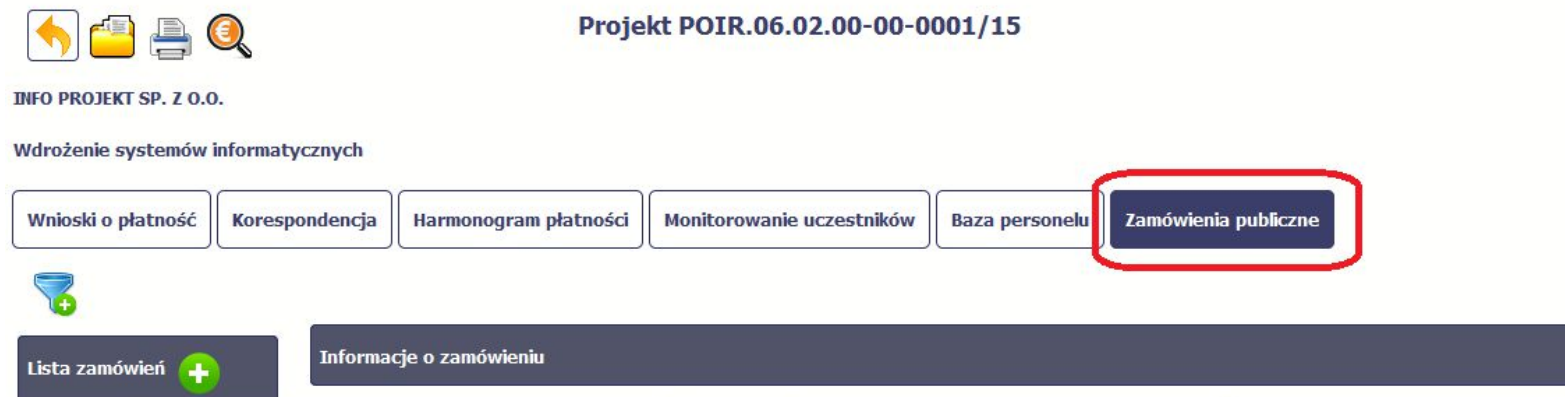 Projekt POIR.06.02.00-00-0001/15
INFO PROJEKT SP. Z O.O.
Wdrożenie systemów informatycznych
Wnioski o płatność Korespondencja Harmonogram płatności Monitorowanie uczestników Baza personelu Zamówienia publiczne
Lista zamówień Informacje o zamówieniu